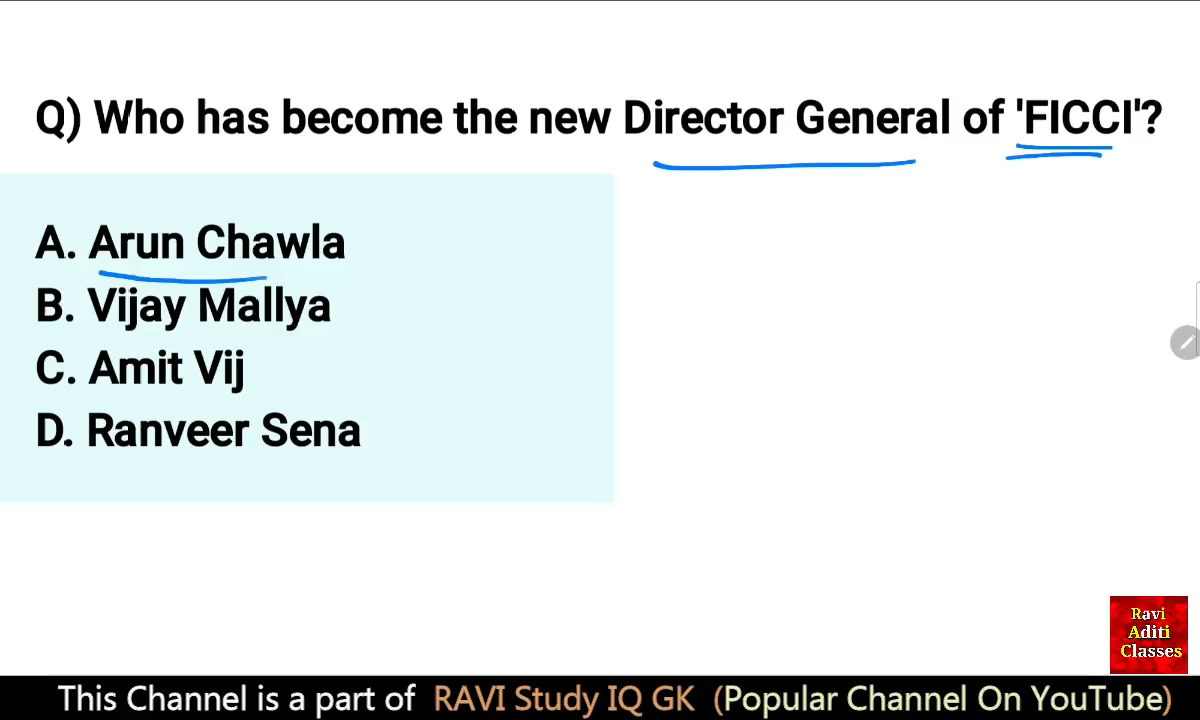 Q) Who has become the new Director General of 'FICCI'?
A. Arun Chawla
B. Vijay Mallya
C. Amit Vij
D. Ranveer Sena
Ravi
Aditi
Classes
This Channel is a part of RAVI Study IQ GK (Popular Channel On YouTube)